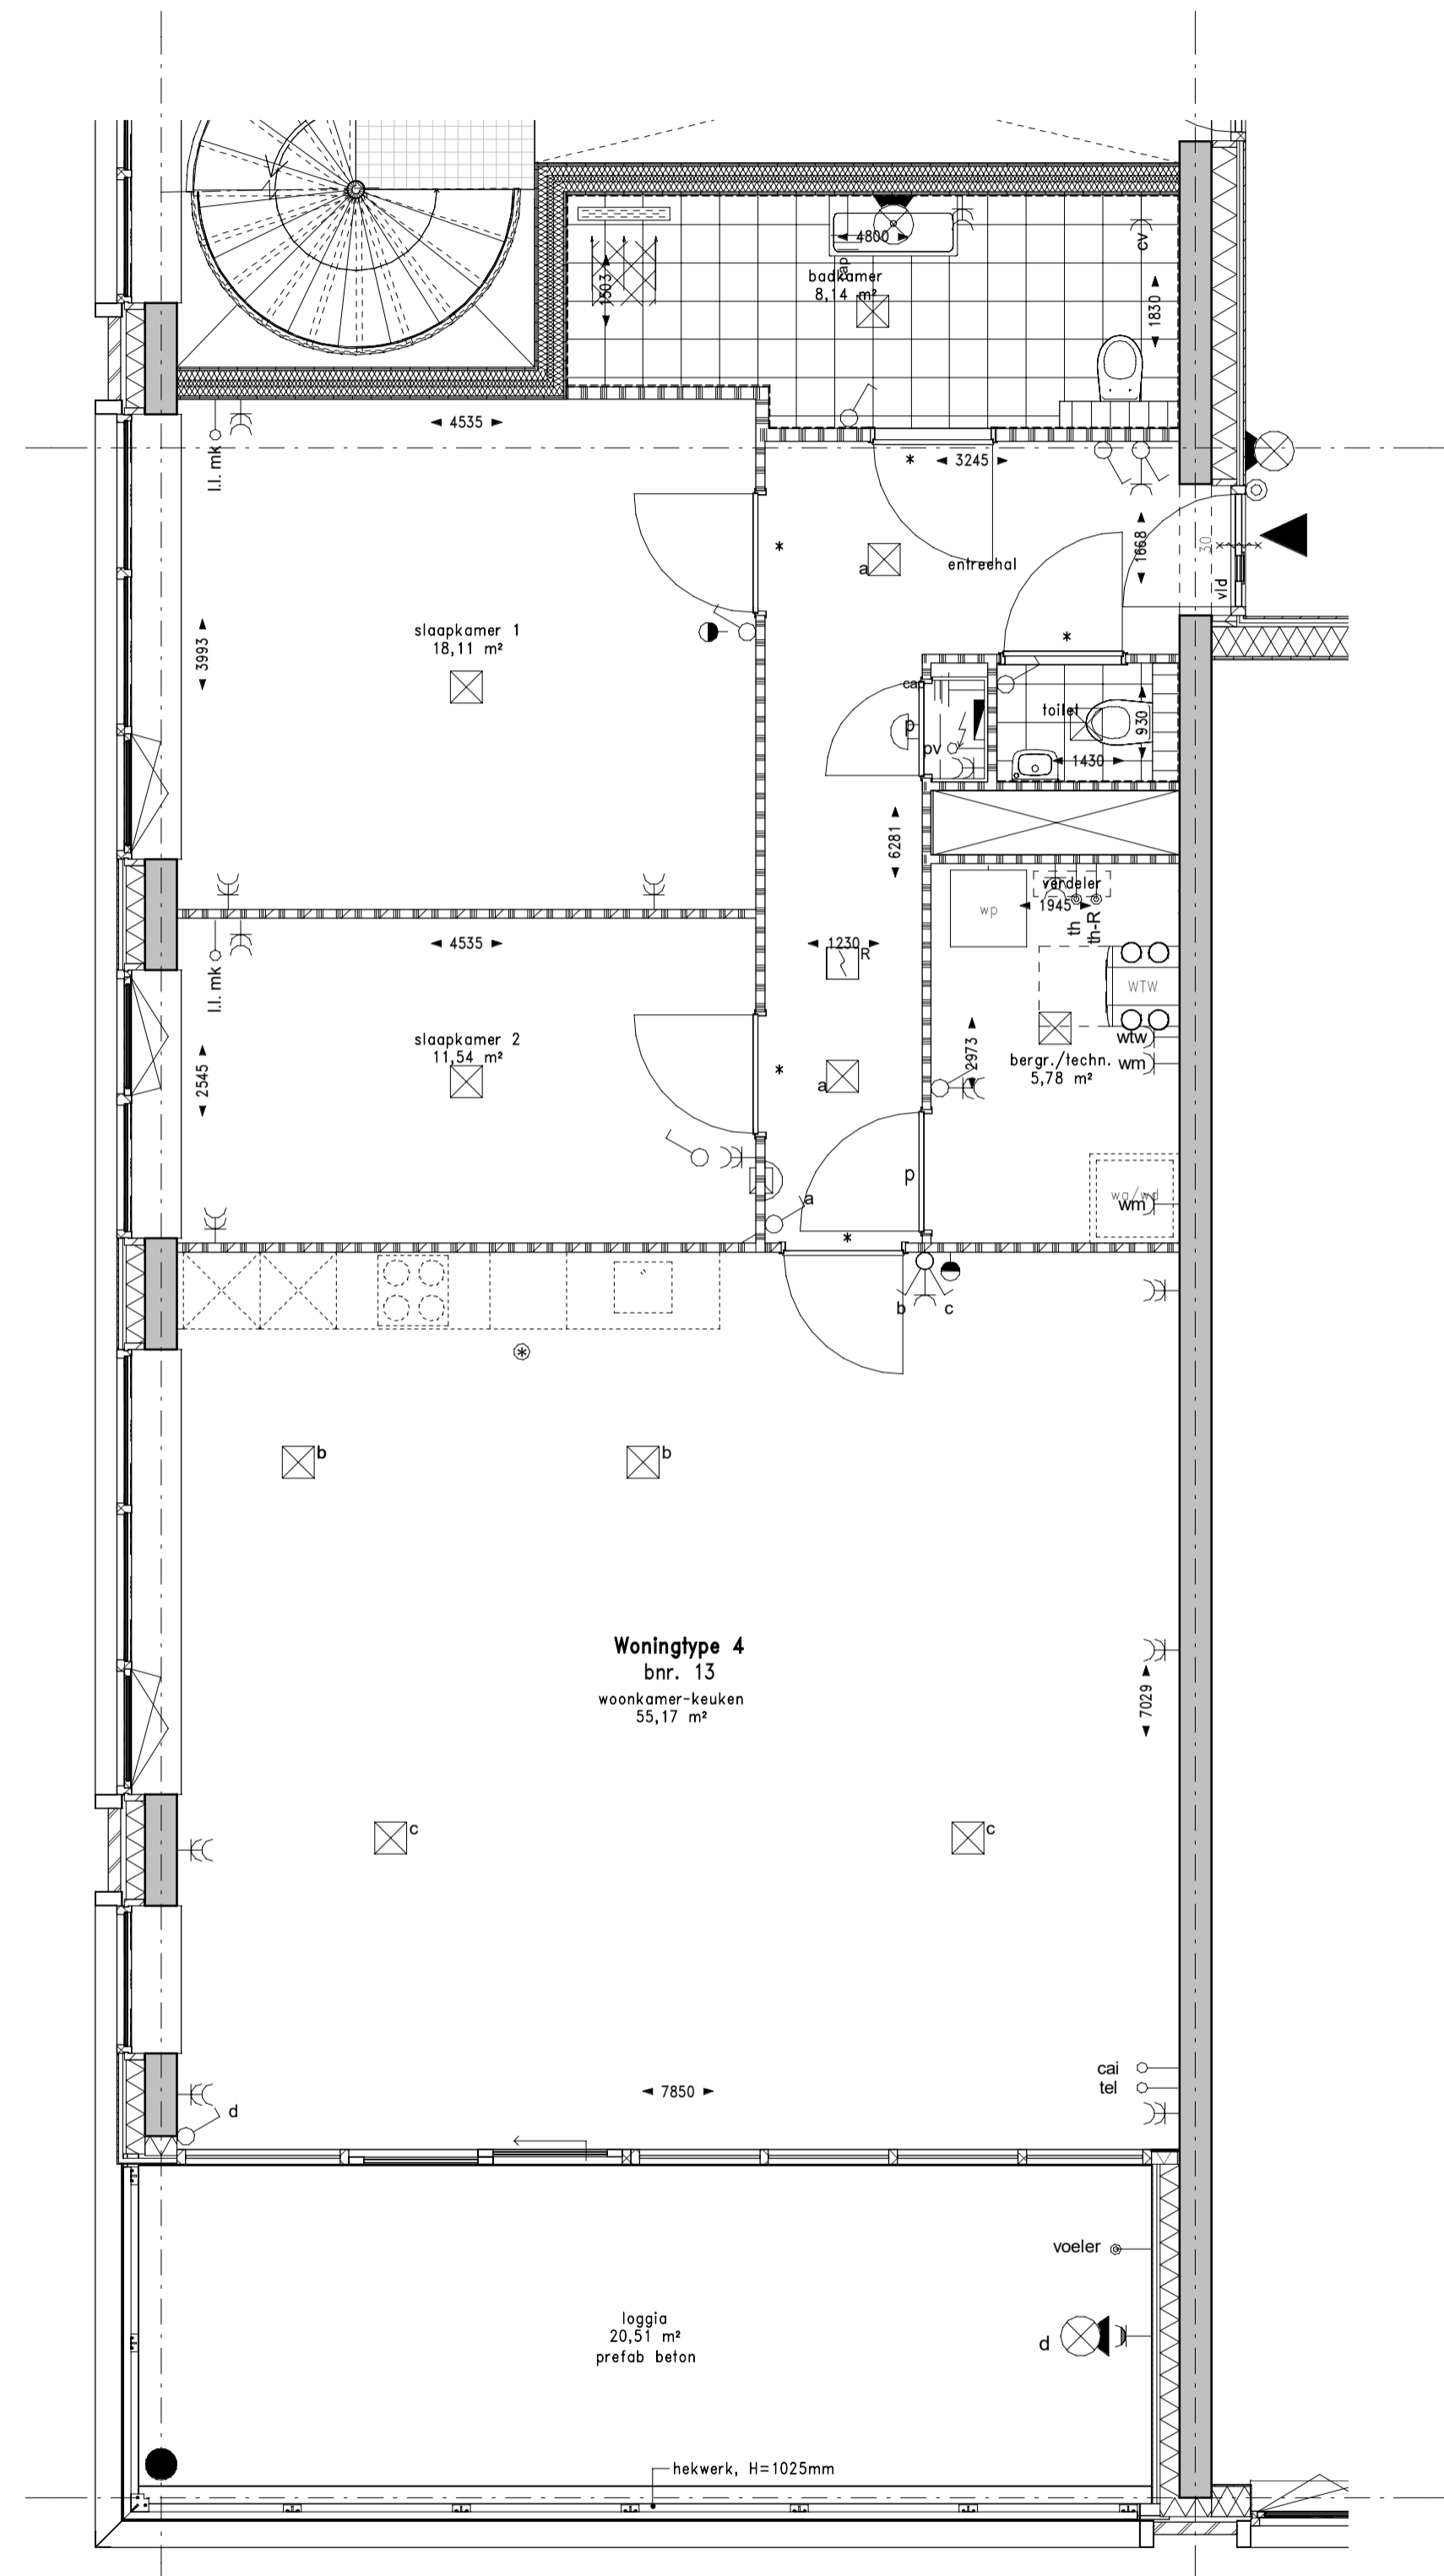 4800
kap
badkamer
8,14 m²
1503
cv
1830
4535
l.l. mk
*
3245
1668
30
vld
entreehal
a
*
slaapkamer 1
18,11 m²
3993
*
toilet
930
1430
p
pv
6281
verdeler
1945
wp
th
th-R
4535
l.l. mk
1230
R
WTW
wtw
wm
bergr./techn.
5,78 m²
2973
slaapkamer 2
11,54 m²
2545
*
a
p
wm
a
*
b
c
*
b
b
Woningtype 4
bnr. 13
woonkamer-keuken
55,17 m²
7029
c
c
cai
tel
7850
d
voeler
loggia
20,51 m²
prefab beton
d
hekwerk, H=1025mm